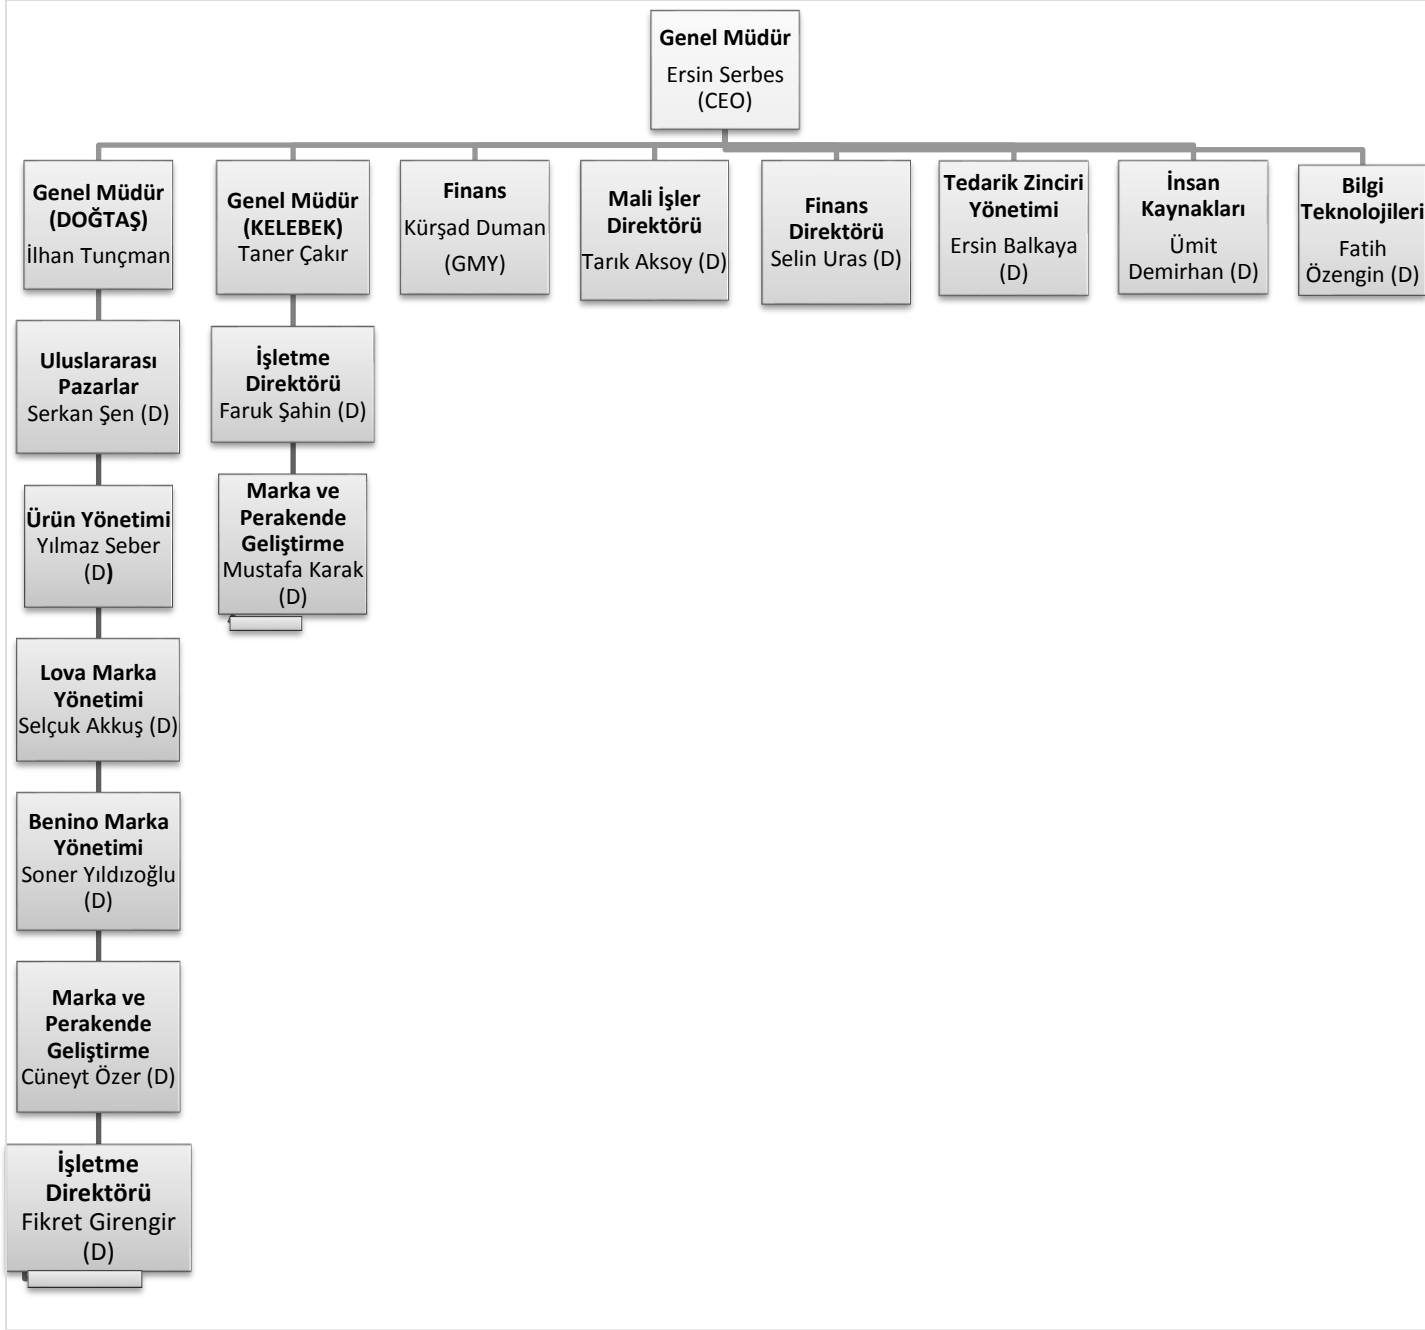 Genel Müdür
Ersin Serbes
(CEO)
Genel Müdür
(DOĞTAŞ)
İlhan Tunçman
Genel Müdür
(KELEBEK)
Taner Çakır
Finans
Kürşad Duman
(GMY)
Mali İşler
Direktörü
Tarık Aksoy (D)
Finans
Direktörü
Selin Uras (D)
Tedarik Zinciri
Yönetimi
Ersin Balkaya
(D)
İnsan
Kaynakları
Ümit
Demirhan (D)
Bilgi
Teknolojileri
Fatih
Özengin (D)
Uluslararası
Pazarlar
Serkan Şen (D)
İşletme
Direktörü
Faruk Şahin (D)
Ürün Yönetimi
Yılmaz Seber
(D)
Marka ve
Perakende
Geliştirme
Mustafa Karak
(D)
Lova Marka
Yönetimi
Selçuk Akkuş (D)
Benino Marka
Yönetimi
Soner Yıldızoğlu
(D)
Marka ve
Perakende
Geliştirme
Cüneyt Özer (D)
İşletme
Direktörü
Fikret Girengir
(D)